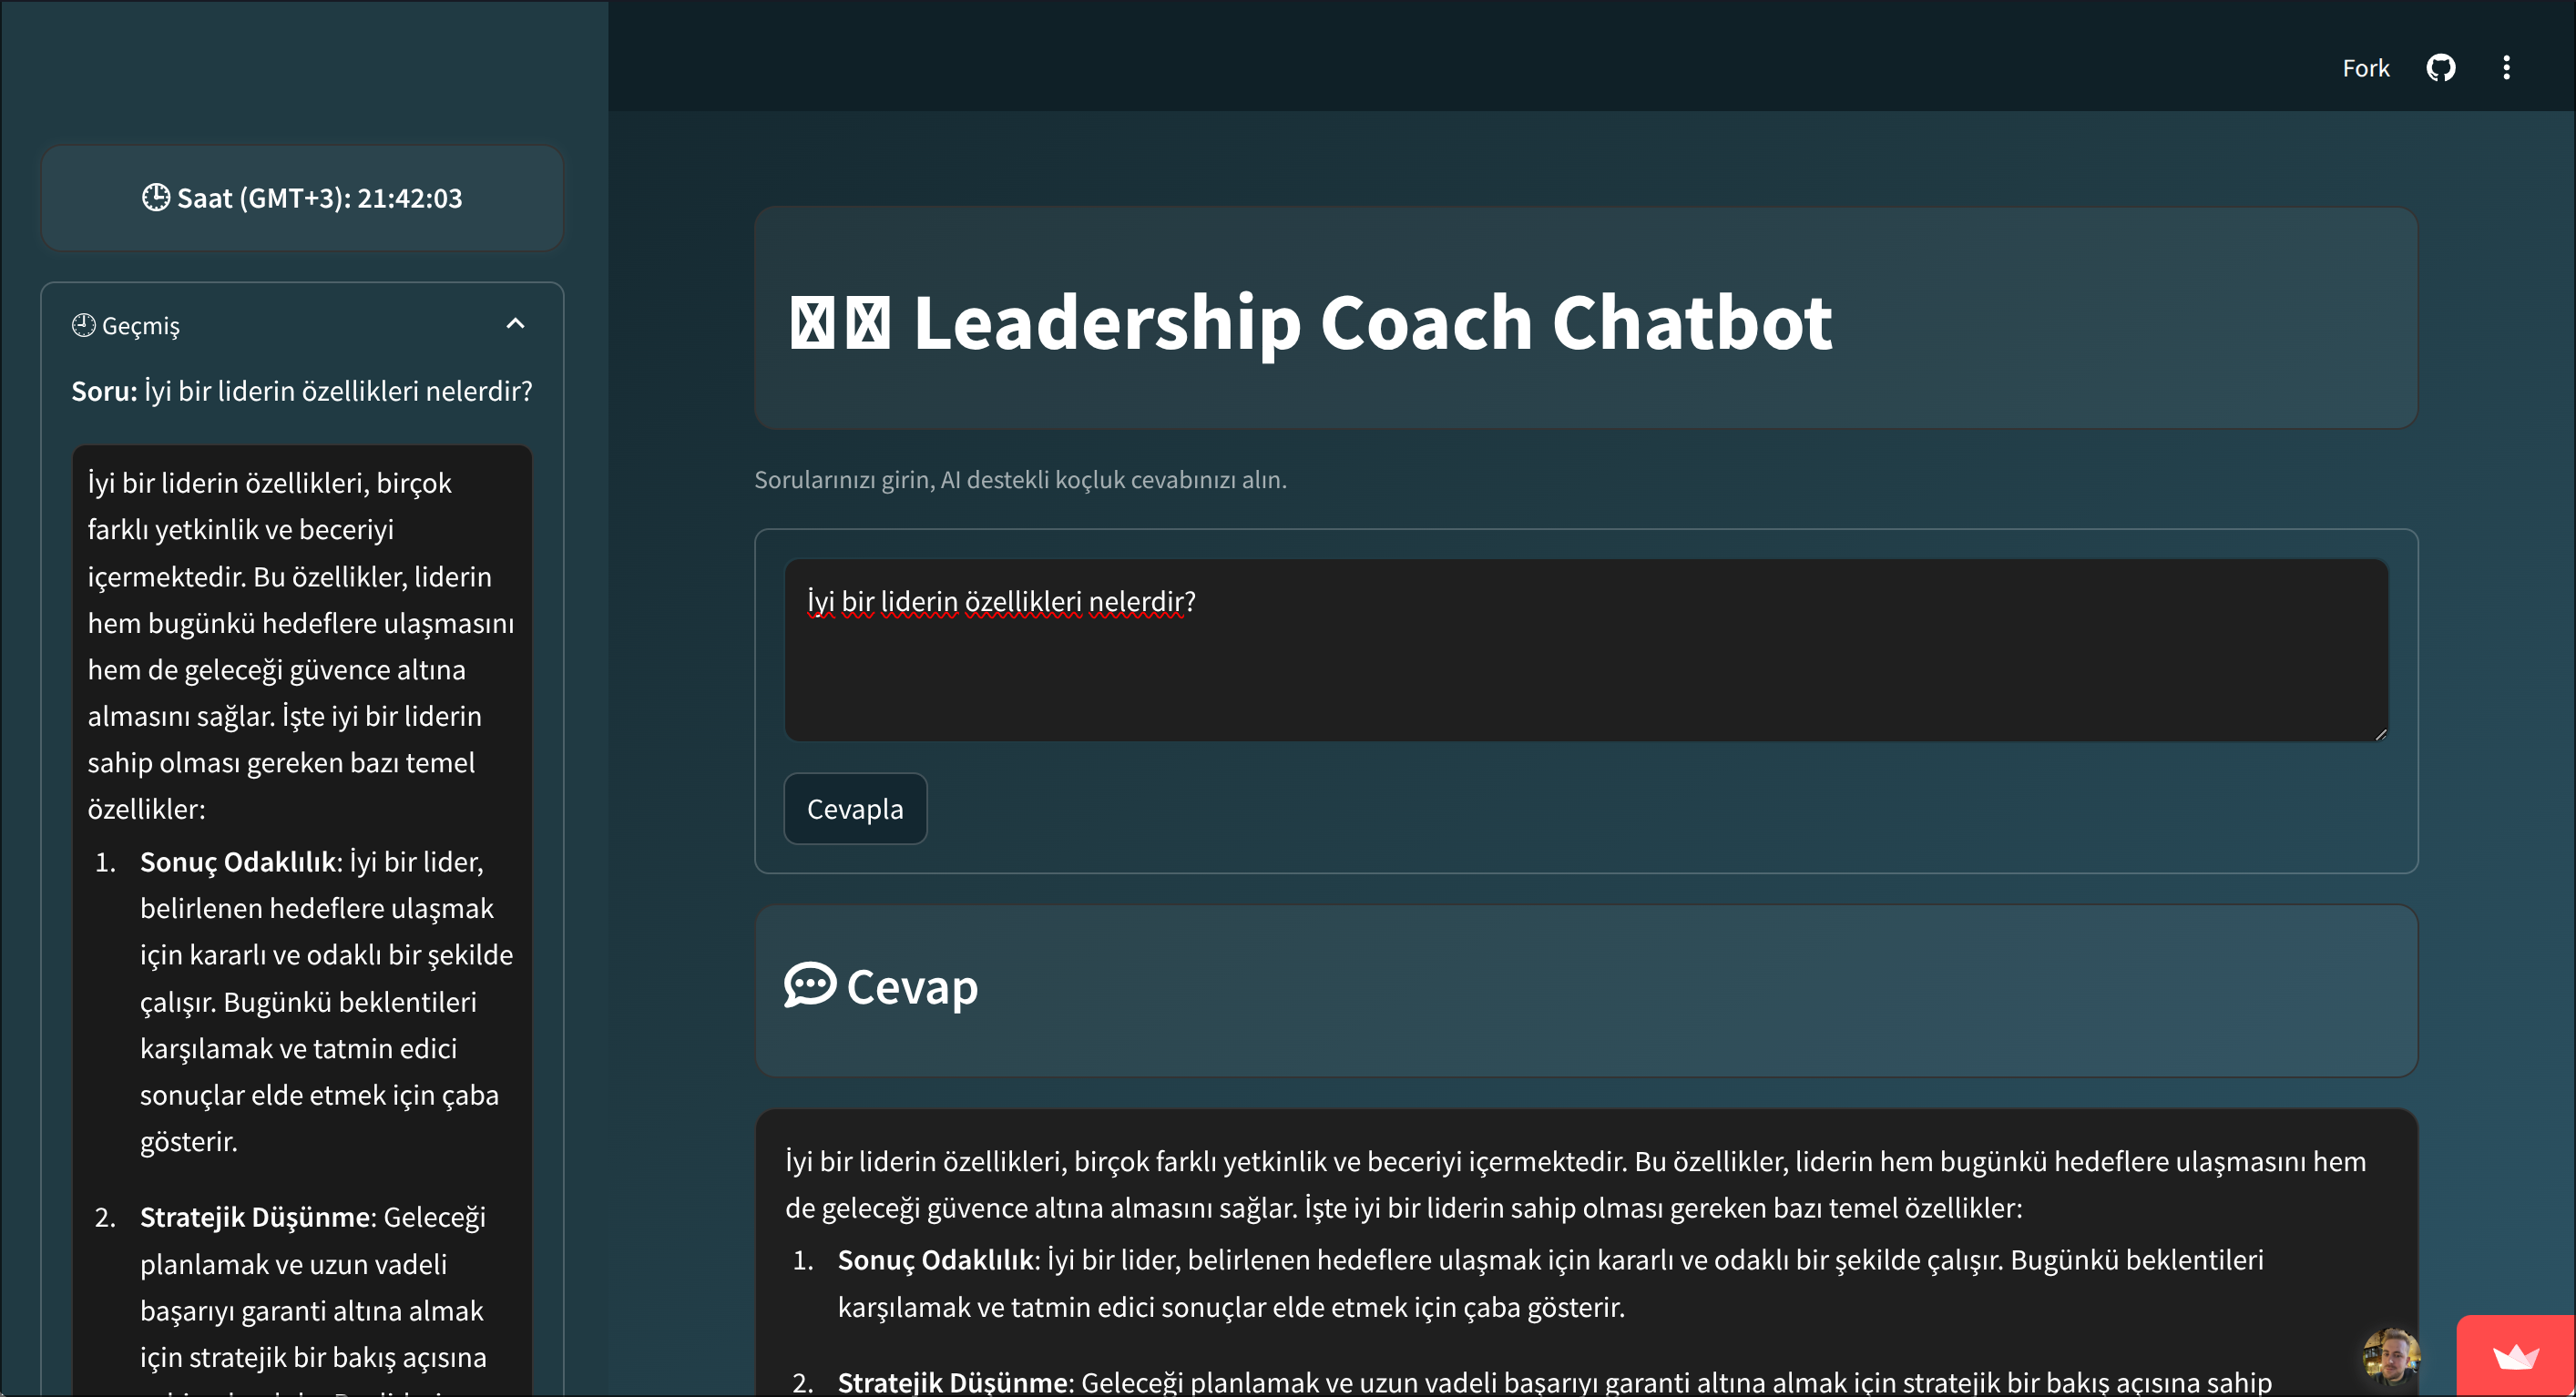 Fork
Saat (GMT+3): 21:42:03
Geçmiş
Soru: İyi bir liderin özellikleri nelerdir?
İyi bir liderin özellikleri, birçok
farklı yetkinlik ve beceriyi
içermektedir. Bu özellikler, liderin
hem bugünkü hedeflere ulaşmasını
hem de geleceği güvence altına
almasını sağlar. İşte iyi bir liderin
sahip olması gereken bazı temel
özellikler:
1. Sonuç Odaklılık: İyi bir lider,
belirlenen hedeflere ulaşmak
için kararlı ve odaklı bir şekilde
çalışır. Bugünkü beklentileri
karşılamak ve tatmin edici
sonuçlar elde etmek için çaba
gösterir.
2. Stratejik Düşünme: Geleceği
planlamak ve uzun vadeli
başarıyı garanti altına almak
için stratejik bir bakış açısına
Leadership Coach Chatbot
Sorularınızı girin, AI destekli koçluk cevabınızı alın.
İyi bir liderin özellikleri nelerdir?
Cevapla
Cevap
İyi bir liderin özellikleri, birçok farklı yetkinlik ve beceriyi içermektedir. Bu özellikler, liderin hem bugünkü hedeflere ulaşmasını hem
de geleceği güvence altına almasını sağlar. İşte iyi bir liderin sahip olması gereken bazı temel özellikler:
1. Sonuç Odaklılık: İyi bir lider, belirlenen hedeflere ulaşmak için kararlı ve odaklı bir şekilde çalışır. Bugünkü beklentileri
karşılamak ve tatmin edici sonuçlar elde etmek için çaba gösterir.
2. Stratejik Düşünme: Geleceği planlamak ve uzun vadeli başarıyı garanti altına almak için stratejik bir bakış açısına sahip